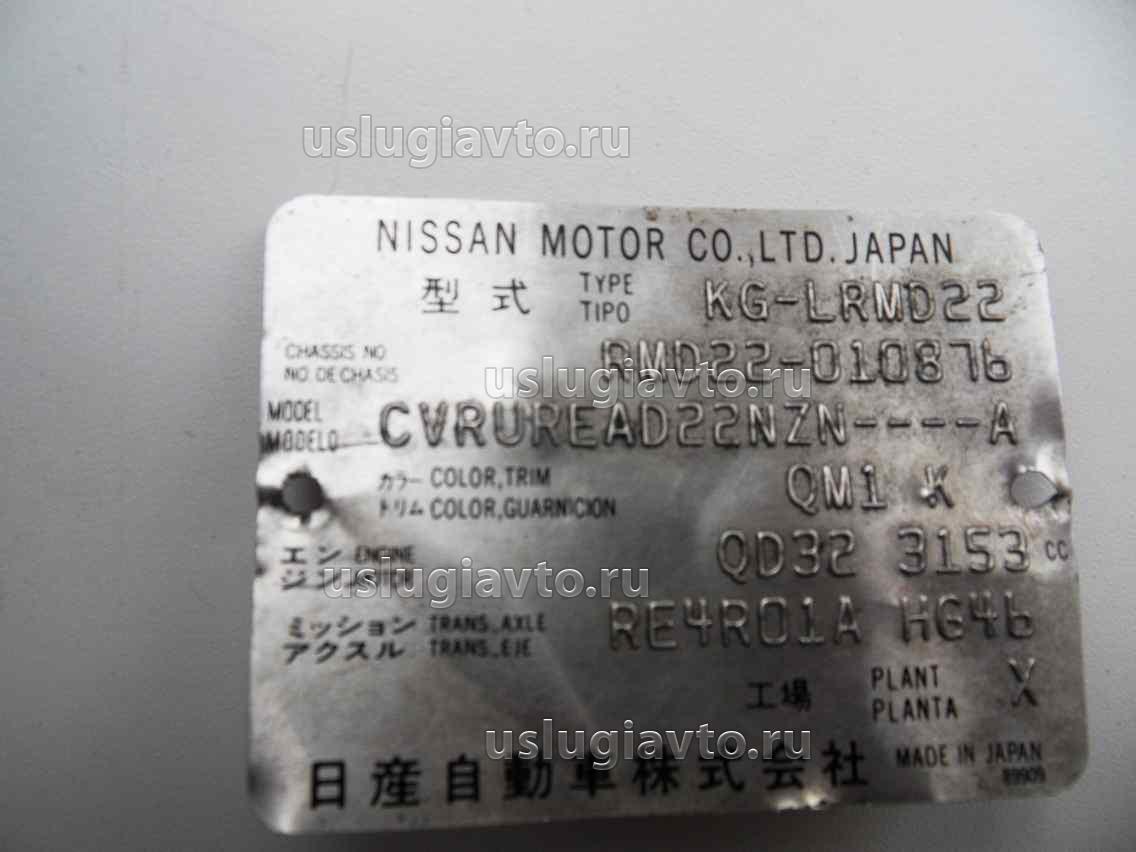 uslugiavto.ru
NISSAN MOTOR CO.,LTD. JAPAN
型式 TYPE TIPO KG-LRMD22
CHASSIS NO NO. DE CHASIS RMD22-010876
uslugiavto.ru
MODEL MODELO CVRUREAD22NZN----A
カラー COLOR,TRIM QM1 K
トリム COLOR,GUARNICION
エンジン ENGINE MOTOR QD32 3153 cc
uslugiavto.ru
ミッション TRANS.,AXLE RE4R01A HG46
アクスル TRANS.,EJE
工場 PLANT PLANTA X
uslugiavto.ru
日産自動車株式会社 MADE IN JAPAN
89909